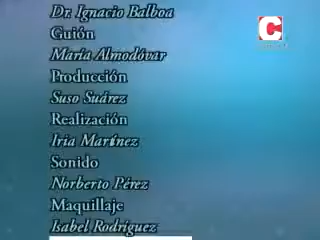 Dr. Ignacio Balboa
Guión
María Almodóvar
Producción
Suso Suárez
Realización
Iria Martínez
Sonido
Norberto Pérez
Maquillaje
Isabel Rodríguez